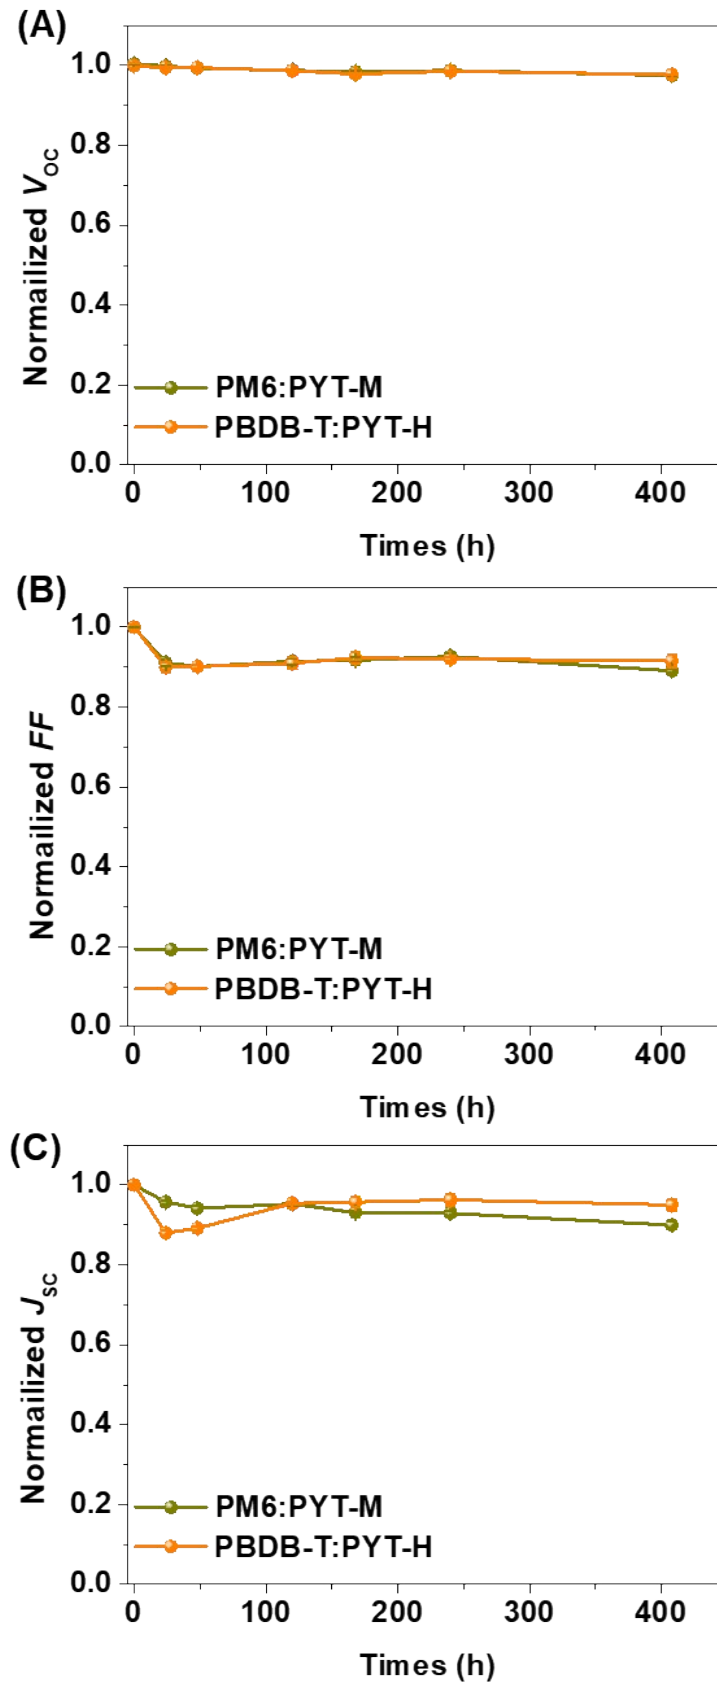 (A)
Normailized VOC
1.0
0.8
0.6
0.4
0.2
0.0
PM6:PYT-M
PBDB-T:PYT-H
0 100 200 300 400
Times (h)
(B)
Normailized FF
1.0
0.8
0.6
0.4
0.2
0.0
PM6:PYT-M
PBDB-T:PYT-H
0 100 200 300 400
Times (h)
(C)
Normailized JSC
1.0
0.8
0.6
0.4
0.2
0.0
PM6:PYT-M
PBDB-T:PYT-H
0 100 200 300 400
Times (h)